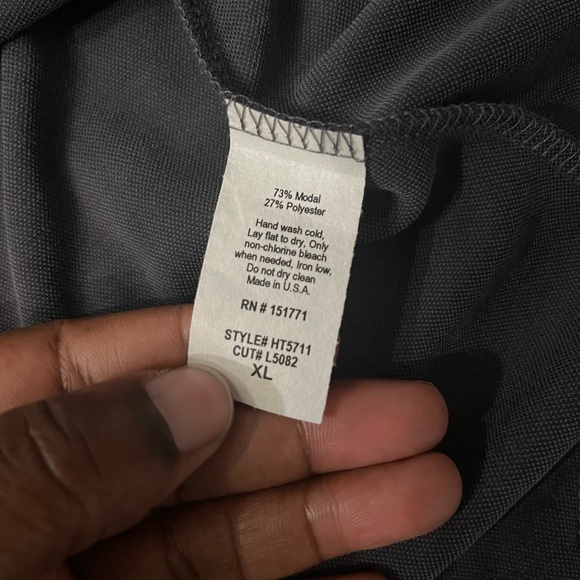 73% Modal
27% Polyester
Hand wash cold,
Lay flat to dry, Only
non-chlorine bleach
when needed, Iron low,
Do not dry clean
Made in U.S.A.
RN # 151771
STYLE# HT5711
CUT# L5082
XL